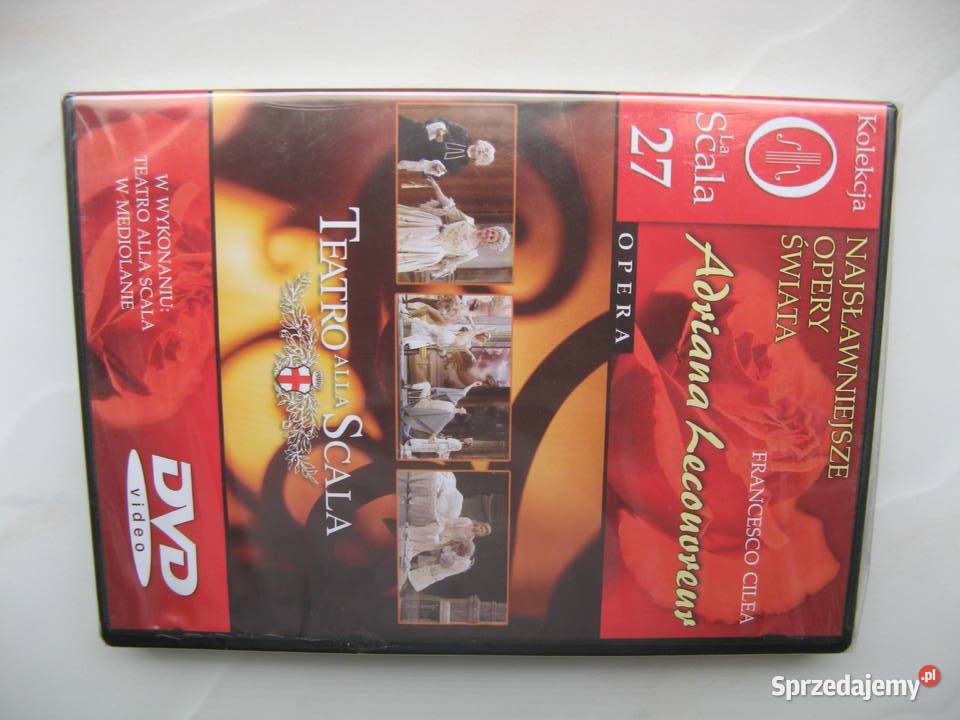 Kolekcja
La
Scala
27
NAJSŁAWNIEJSZE
OPERY
ŚWIATA
FRANCESCO CILEA
Adriana Lecouvreur
OPERA
TEATRO ALLA SCALA
W WYKONANIU:
TEATRO ALLA SCALA
W MEDIOLANIE
DVD
video
Sprzedajemy.pl